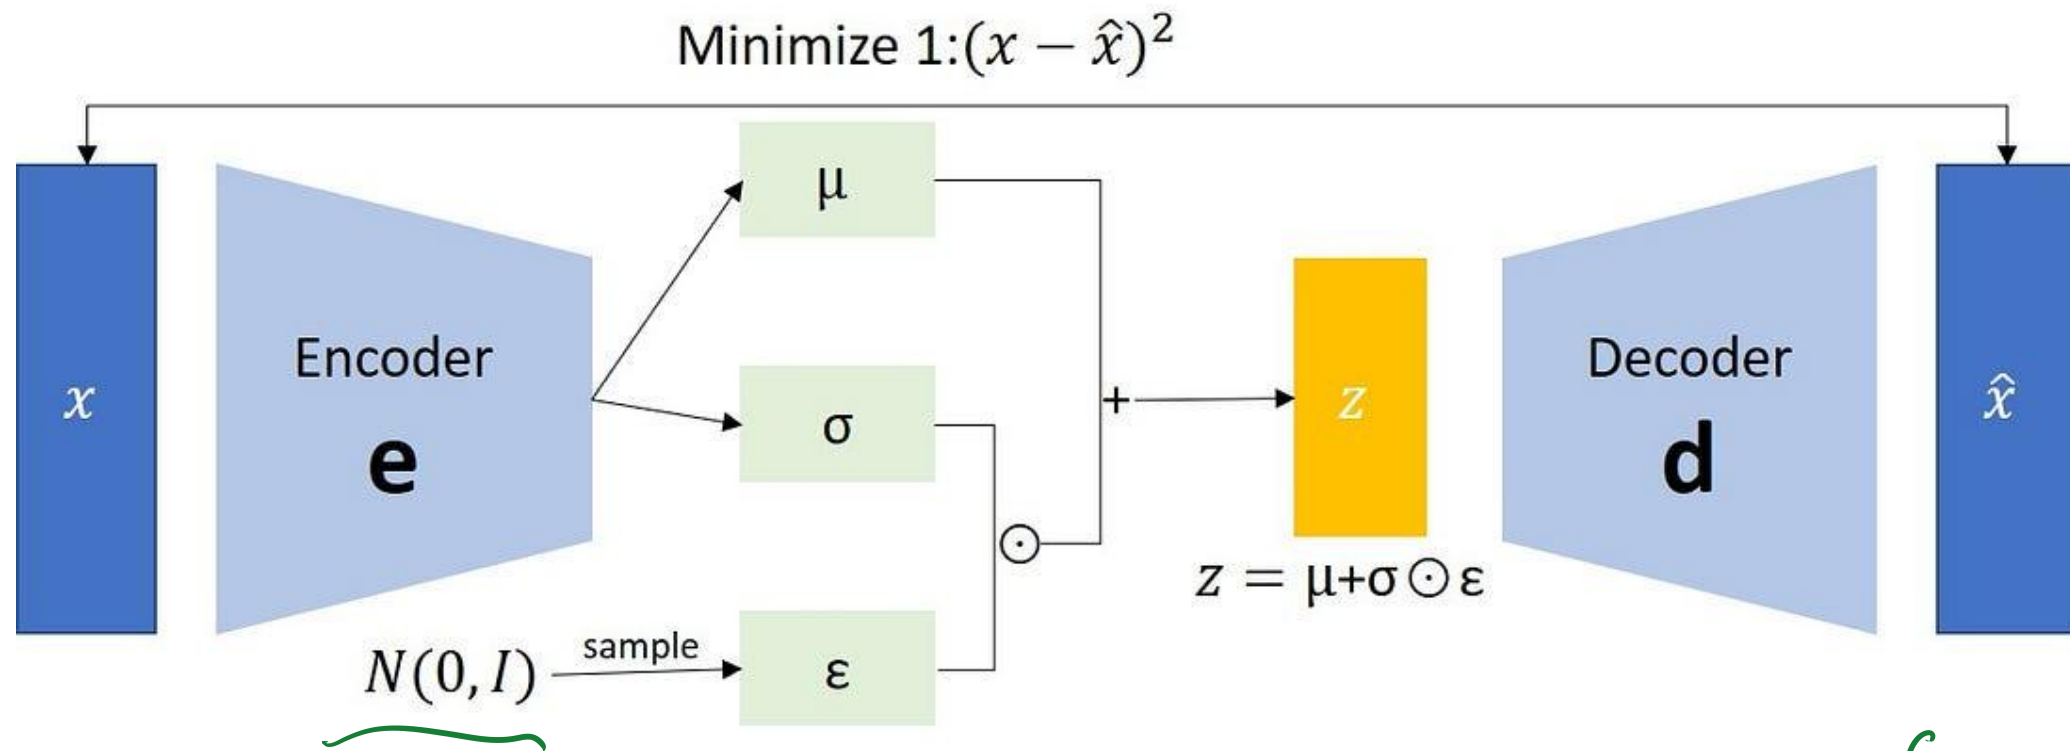 Minimize 1:(x − x̂)²
μ
Encoder
e
x
σ
+
z
Decoder
d
x̂
⊙
z = μ+σ⊙ε
N(0, I)
sample
ε